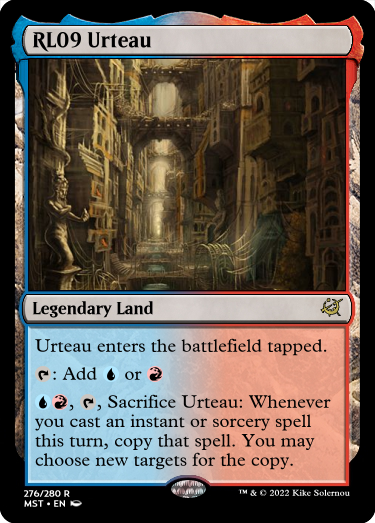 RL09 Urteau
Legendary Land
Urteau enters the battlefield tapped.
: Add or
, , Sacrifice Urteau: Whenever
you cast an instant or sorcery spell
this turn, copy that spell. You may
choose new targets for the copy.
276/280 R
MST • EN
™ & © 2022 Kike Solernou